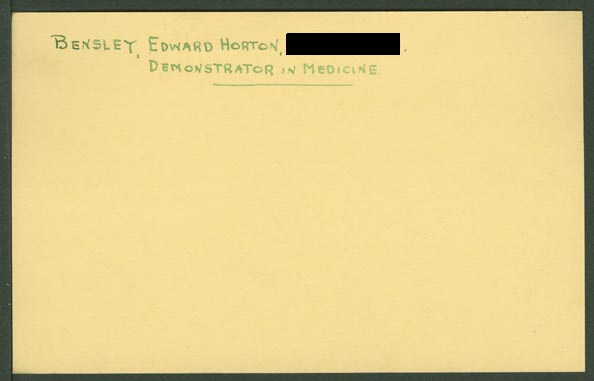 BENSLEY, EDWARD HORTON, .
DEMONSTRATOR IN MEDICINE.